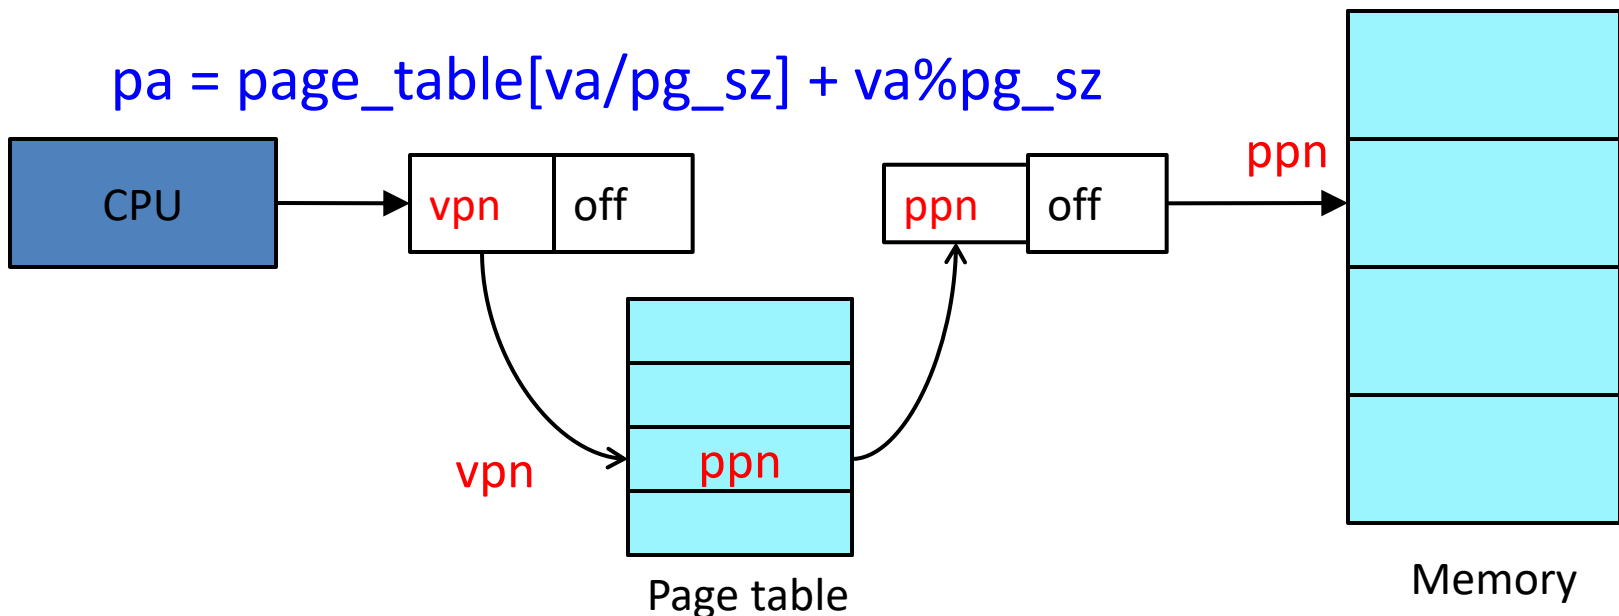 pa = page_table[va/pg_sz] + va%pg_sz
CPU
vpn
off
ppn
off
ppn
vpn
ppn
Page table
Memory